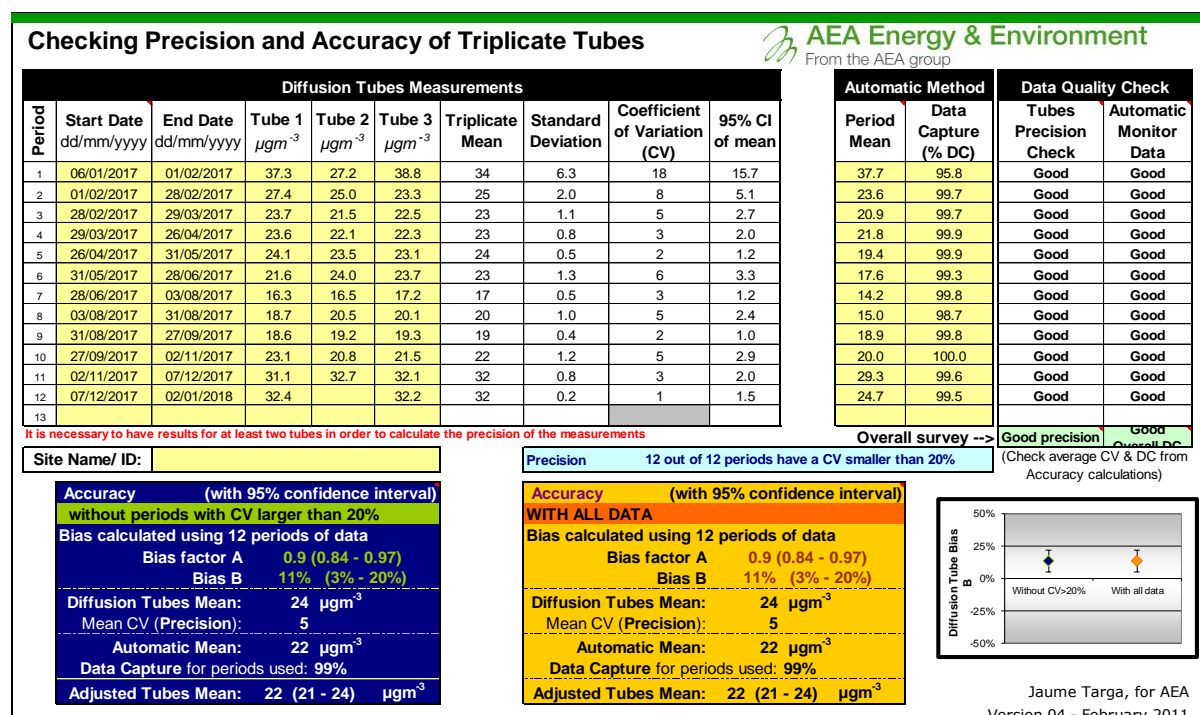 Checking Precision and Accuracy of Triplicate Tubes
AEA Energy & Environment
From the AEA group
Diffusion Tubes Measurements
Automatic Method
Data Quality Check
Period Start Date dd/mm/yyyy End Date dd/mm/yyyy Tube 1 µgm-3 Tube 2 µgm-3 Tube 3 µgm-3 Triplicate Mean Standard Deviation Coefficient of Variation (CV) 95% CI of mean Period Mean Data Capture (% DC) Tubes Precision Check Automatic Monitor Data
1 06/01/2017 01/02/2017 37.3 27.2 38.8 34 6.3 18 15.7 37.7 95.8 Good Good
2 01/02/2017 28/02/2017 27.4 25.0 23.3 25 2.0 8 5.1 23.6 99.7 Good Good
3 28/02/2017 29/03/2017 23.7 21.5 22.5 23 1.1 5 2.7 20.9 99.7 Good Good
4 29/03/2017 26/04/2017 23.6 22.1 22.3 23 0.8 3 2.0 21.8 99.9 Good Good
5 26/04/2017 31/05/2017 24.1 23.5 23.1 24 0.5 2 1.2 19.4 99.9 Good Good
6 31/05/2017 28/06/2017 21.6 24.0 23.7 23 1.3 6 3.3 17.6 99.3 Good Good
7 28/06/2017 03/08/2017 16.3 16.5 17.2 17 0.5 3 1.2 14.2 99.8 Good Good
8 03/08/2017 31/08/2017 18.7 20.5 20.1 20 1.0 5 2.4 15.0 98.7 Good Good
9 31/08/2017 27/09/2017 18.6 19.2 19.3 19 0.4 2 1.0 18.9 99.8 Good Good
10 27/09/2017 02/11/2017 23.1 20.8 21.5 22 1.2 5 2.9 20.0 100.0 Good Good
11 02/11/2017 07/12/2017 31.1 32.7 32.1 32 0.8 3 2.0 29.3 99.6 Good Good
12 07/12/2017 02/01/2018 32.4 32.2 32 0.2 1 1.5 24.7 99.5 Good Good
13
It is necessary to have results for at least two tubes in order to calculate the precision of the measurements
Overall survey --> Good precision Good Overall DC
Site Name/ ID:
Precision 12 out of 12 periods have a CV smaller than 20%
(Check average CV & DC from
Accuracy calculations)
Accuracy (with 95% confidence interval)
without periods with CV larger than 20%
Bias calculated using 12 periods of data
Bias factor A 0.9 (0.84 - 0.97)
Bias B 11% (3% - 20%)
Diffusion Tubes Mean: 24 µgm-3
Mean CV (Precision): 5
Automatic Mean: 22 µgm-3
Data Capture for periods used: 99%
Adjusted Tubes Mean: 22 (21 - 24) µgm-3
Accuracy (with 95% confidence interval)
WITH ALL DATA
Bias calculated using 12 periods of data
Bias factor A 0.9 (0.84 - 0.97)
Bias B 11% (3% - 20%)
Diffusion Tubes Mean: 24 µgm-3
Mean CV (Precision): 5
Automatic Mean: 22 µgm-3
Data Capture for periods used: 99%
Adjusted Tubes Mean: 22 (21 - 24) µgm-3
Diffusion Tube Bias B
50%
25%
0%
-25%
-50%
Without CV>20%
With all data
Jaume Targa, for AEA
Version 04 - February 2011